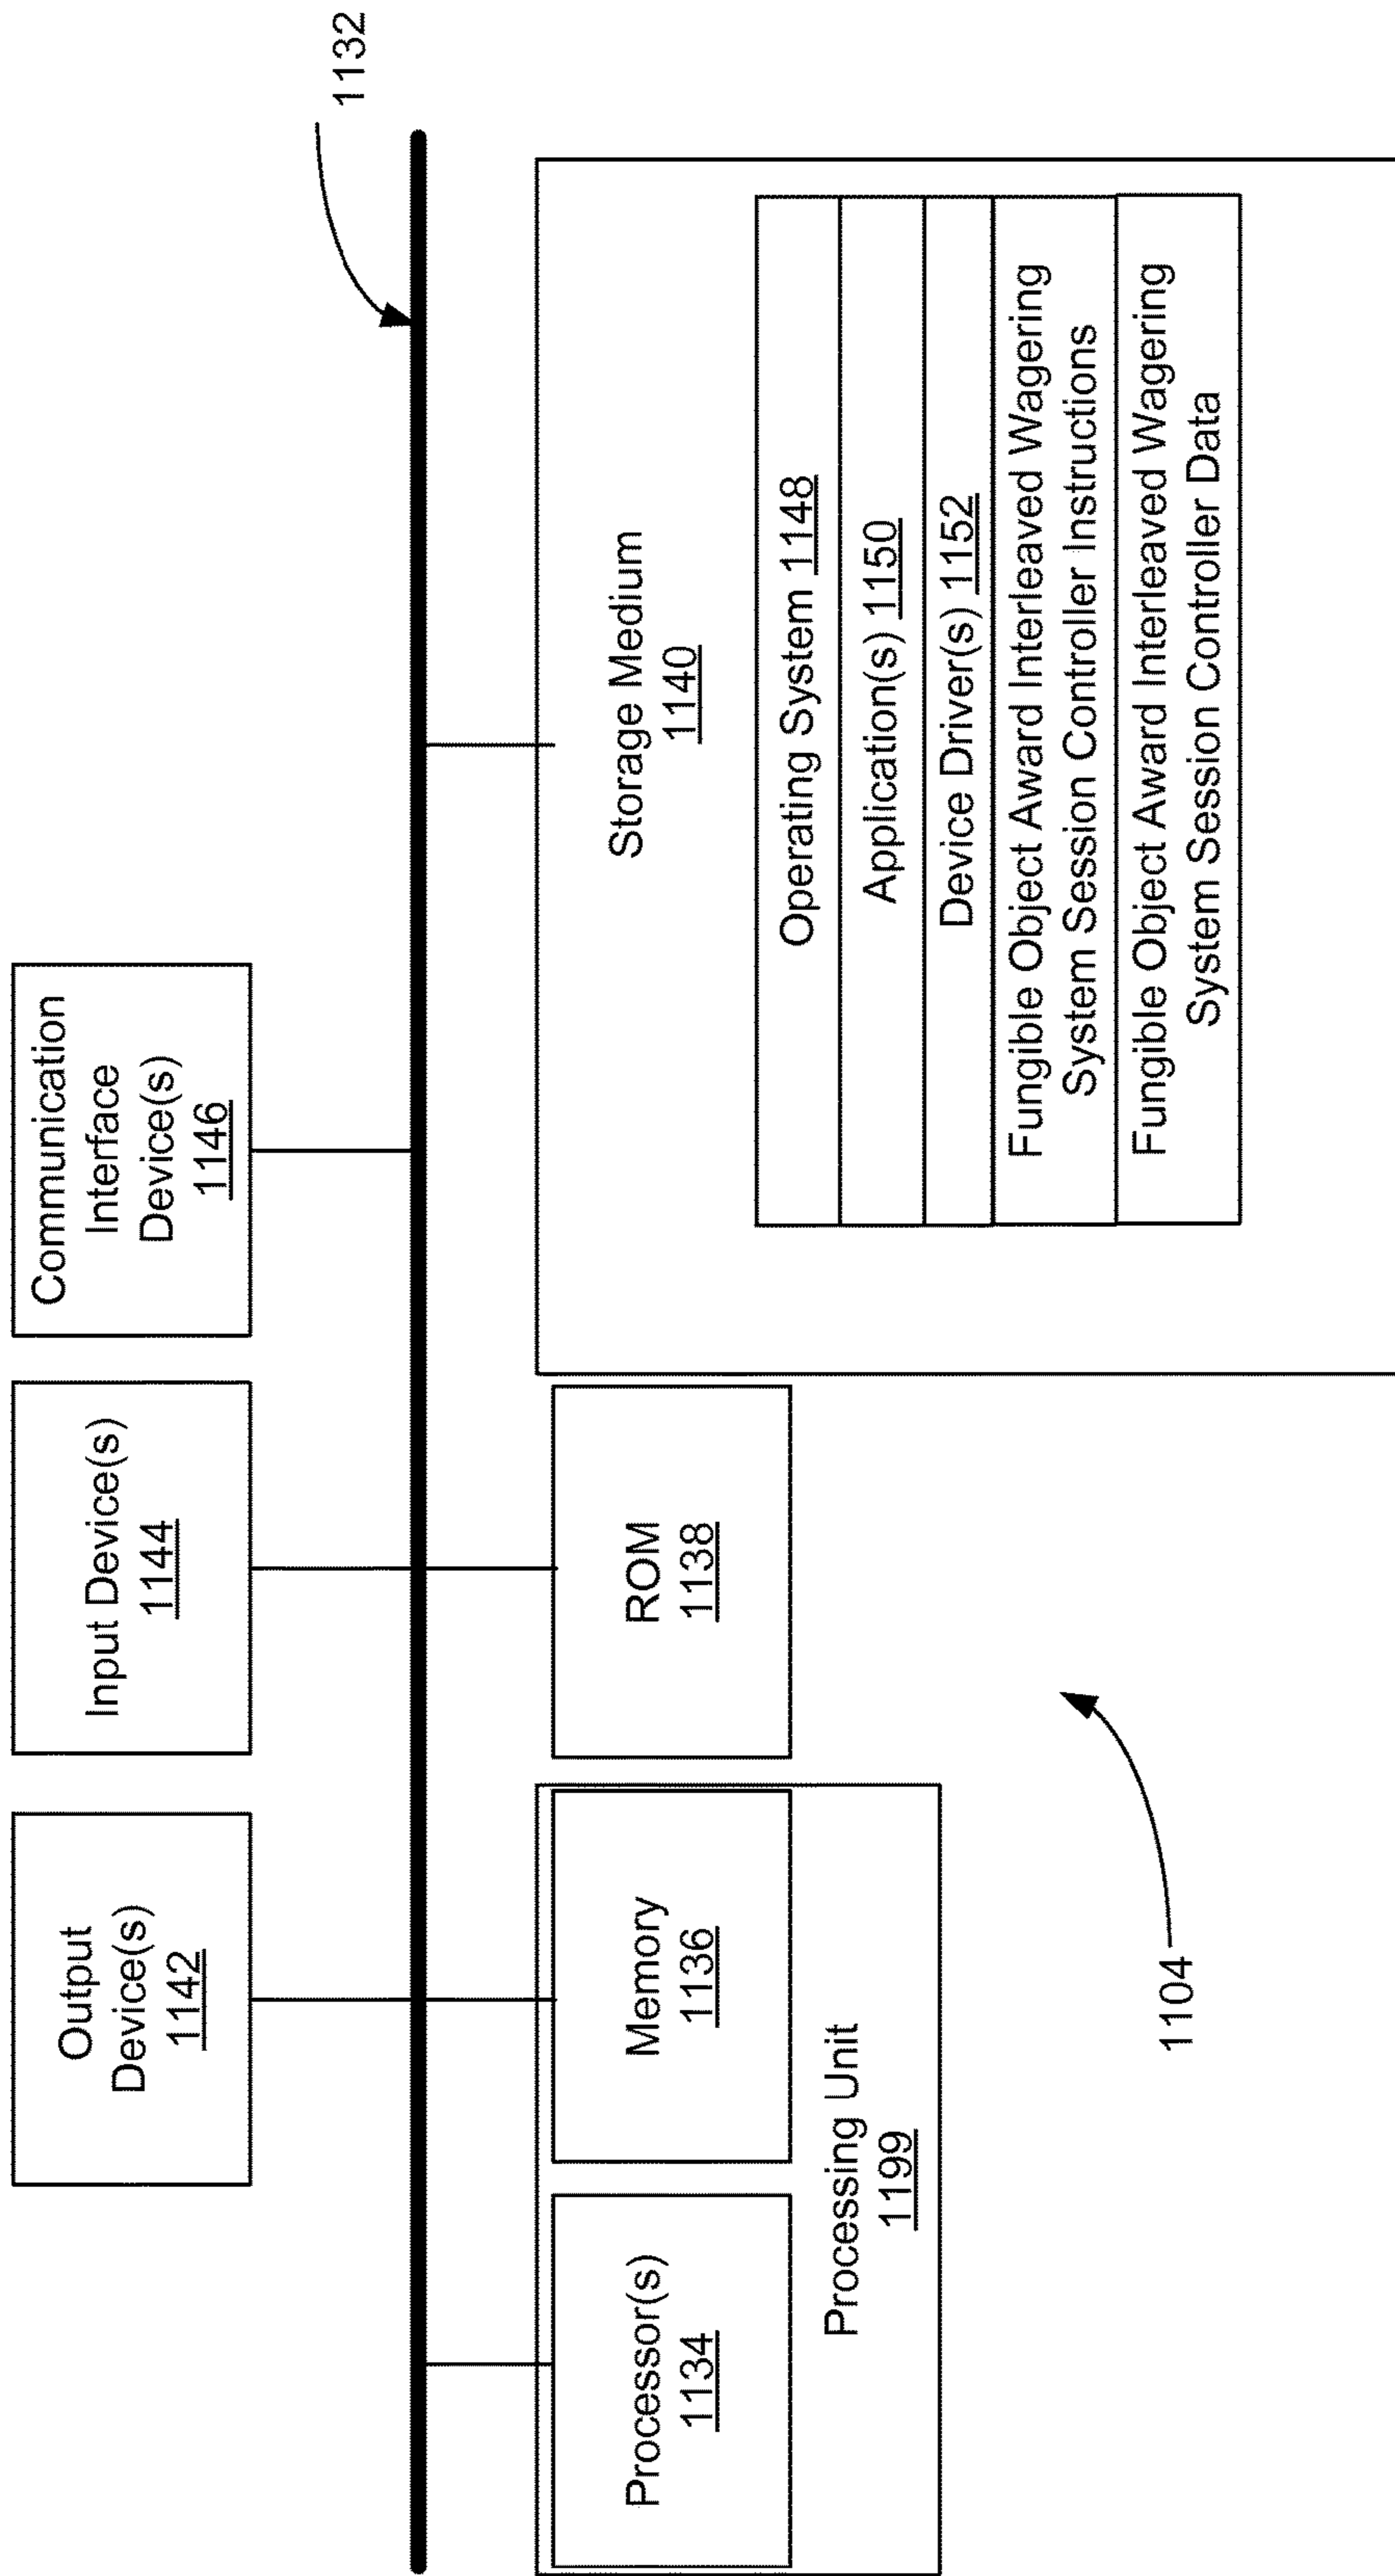 1132
Output
Device(s)
1142
Input Device(s)
1144
Communication
Interface
Device(s)
1146
Processor(s)
1134
Memory
1136
Processing Unit
1199
ROM
1138
Storage Medium
1140
Operating System 1148
Application(s) 1150
Device Driver(s) 1152
Fungible Object Award Interleaved Wagering
System Session Controller Instructions
Fungible Object Award Interleaved Wagering
System Session Controller Data
1104